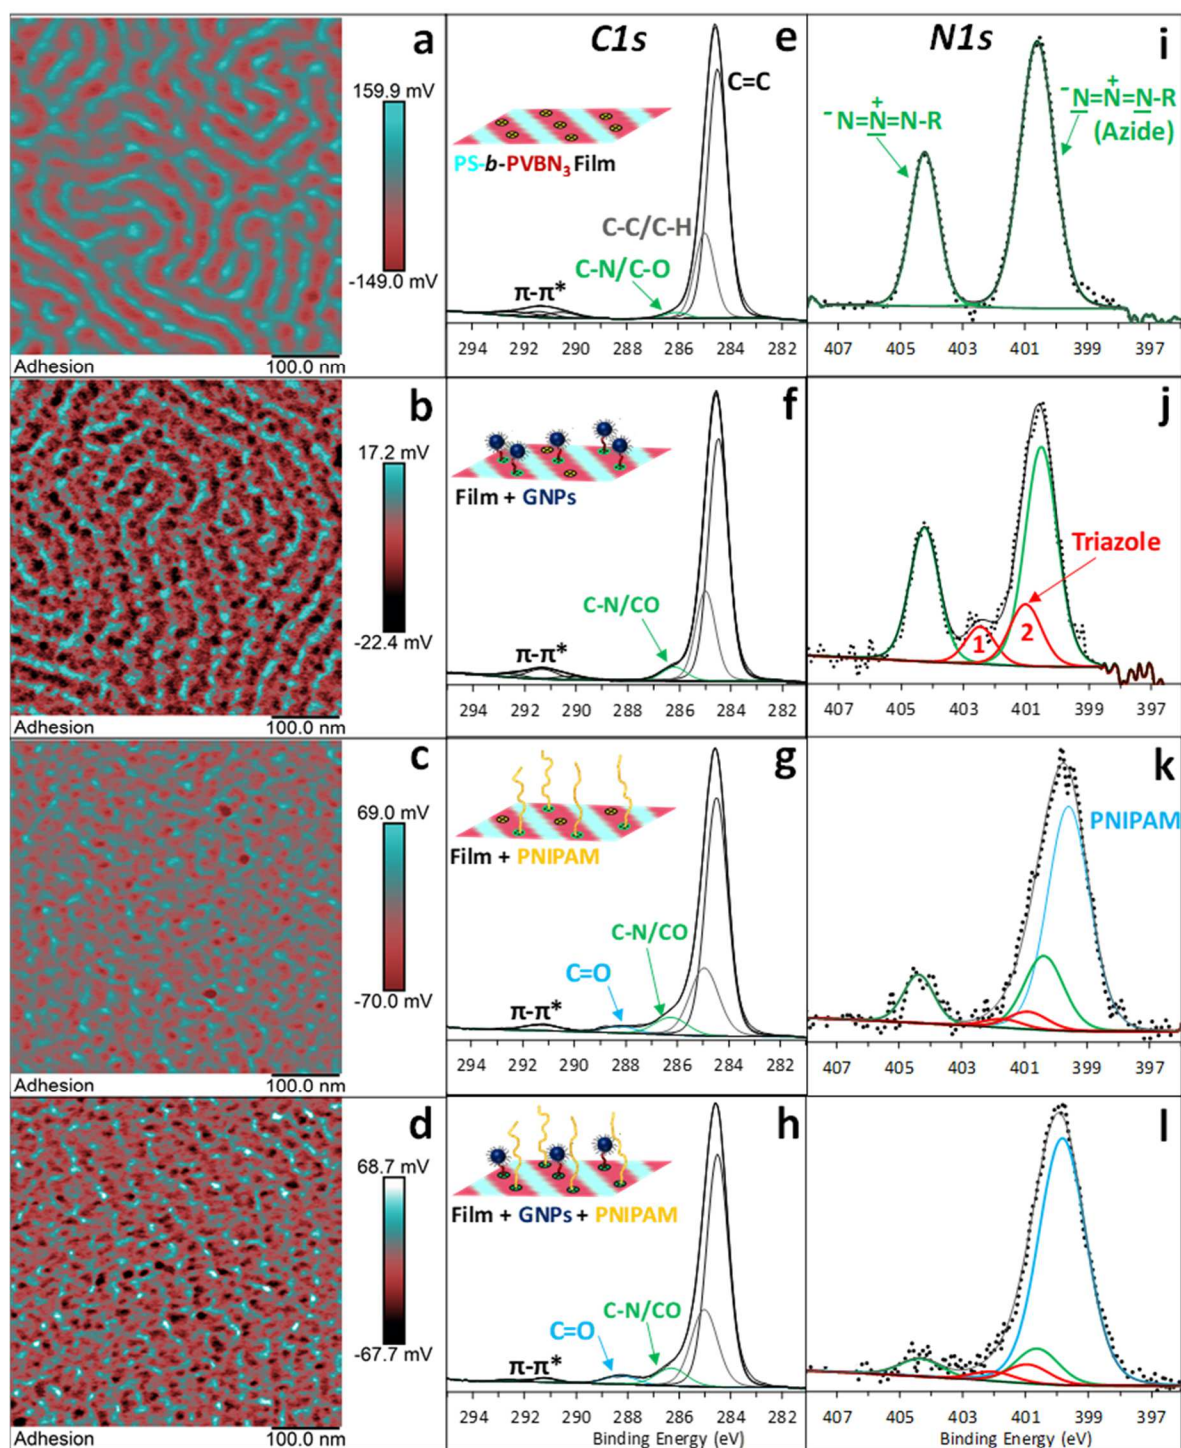 a
159.9 mV
-149.0 mV
Adhesion
100.0 nm
C1s
e
C=C
PS-b-PVBN₃ Film
C-C/C-H
C-N/C-O
π-π*
294 292 290 288 286 284 282
N1s
i
⁻N=N⁺=N-R
⁻N=N⁺=N-R
(Azide)
407 405 403 401 399 397
b
17.2 mV
-22.4 mV
Adhesion
100.0 nm
f
Film + GNPs
C-N/CO
π-π*
294 292 290 288 286 284 282
j
Triazole
1
2
407 405 403 401 399 397
c
69.0 mV
-70.0 mV
Adhesion
100.0 nm
g
Film + PNIPAM
C-N/CO
C=O
π-π*
294 292 290 288 286 284 282
k
PNIPAM
407 405 403 401 399 397
d
68.7 mV
-67.7 mV
Adhesion
100.0 nm
h
Film + GNPs + PNIPAM
C-N/CO
C=O
π-π*
294 292 290 288 286 284 282
Binding Energy (eV)
l
407 405 403 401 399 397
Binding Energy (eV)